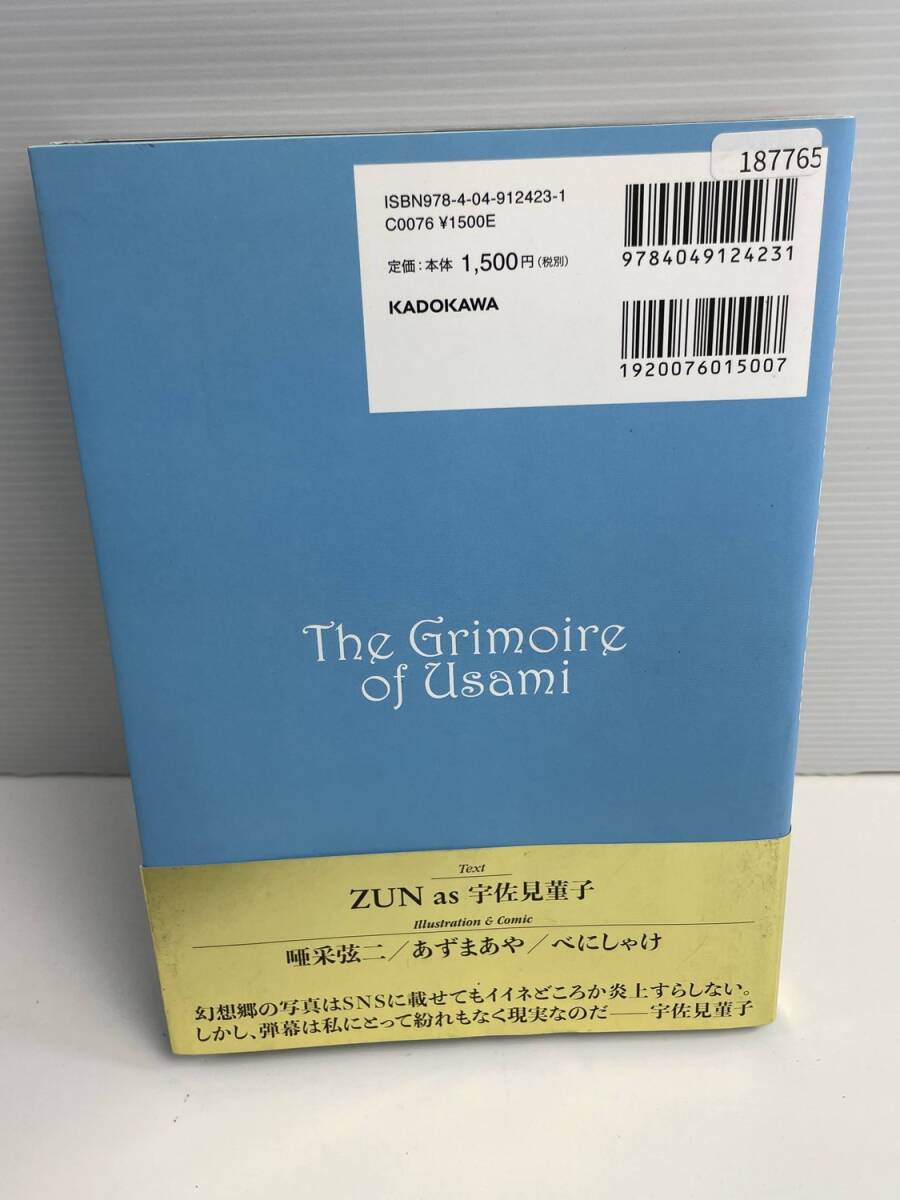 187765
ISBN978-4-04-912423-1
C0076 ¥1500E
定価:本体 1,500円(税別)
KADOKAWA
9784049124231
1920076015007
The Grimoire
of Usami
Text
ZUN as 宇佐見菫子
Illustration & Comic
唖采弦二/あずまあや/べにしゃけ
幻想郷の写真はSNSに載せてもイイネどころか炎上すらしない。
しかし、弾幕は私にとって紛れもなく現実なのだ――宇佐見菫子